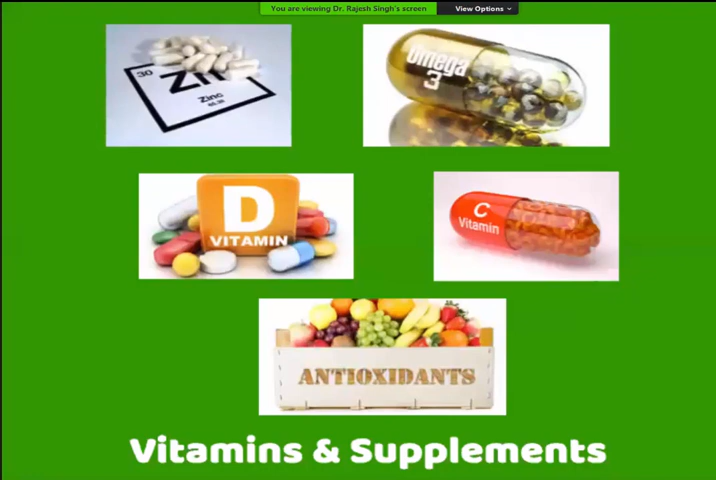 You are viewing Dr. Rajesh Singh's screen
View Options
30
Zn
Zinc
Omega
3
D
VITAMIN
C
Vitamin
ANTIOXIDANTS
Vitamins & Supplements